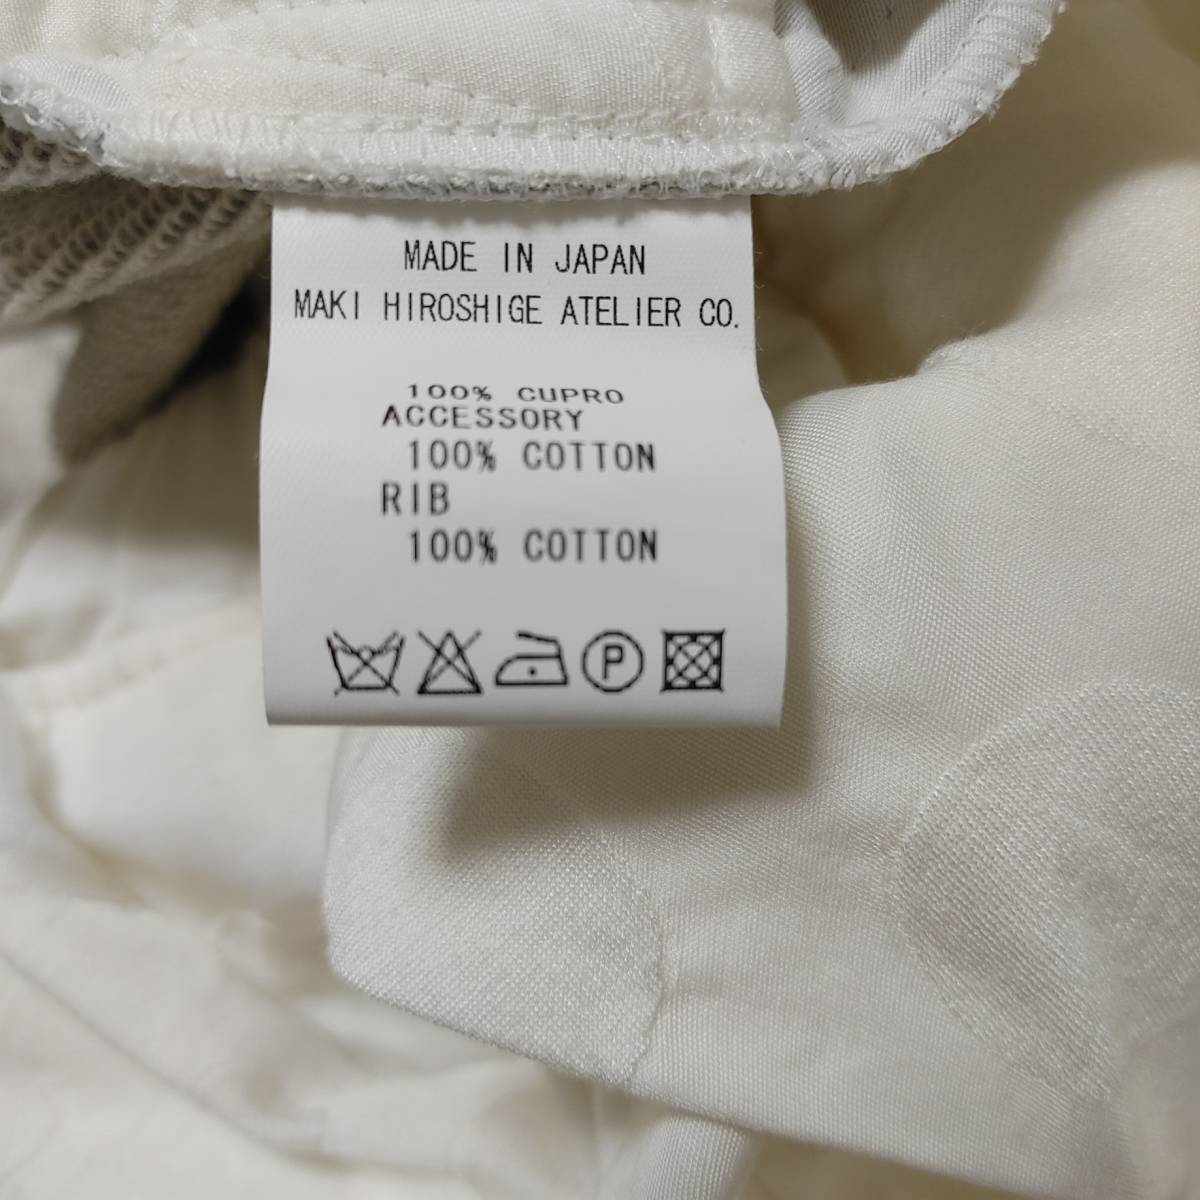 MADE IN JAPAN
MAKI HIROSHIGE ATELIER CO.
100% CUPRO
ACCESSORY
100% COTTON
RIB
100% COTTON
P